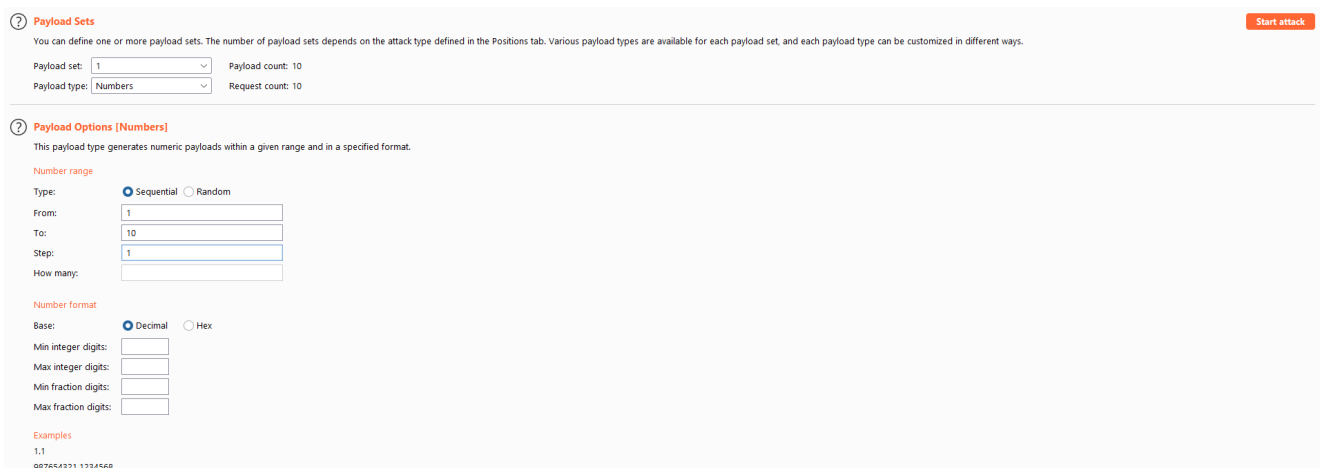 ? Payload Sets Start attack
You can define one or more payload sets. The number of payload sets depends on the attack type defined in the Positions tab. Various payload types are available for each payload set, and each payload type can be customized in different ways.
Payload set: 1 Payload count: 10
Payload type: Numbers Request count: 10
? Payload Options [Numbers]
This payload type generates numeric payloads within a given range and in a specified format.
Number range
Type: Sequential Random
From: 1
To: 10
Step: 1
How many:
Number format
Base: Decimal Hex
Min integer digits:
Max integer digits:
Min fraction digits:
Max fraction digits:
Examples
1.1
987654321.1234568